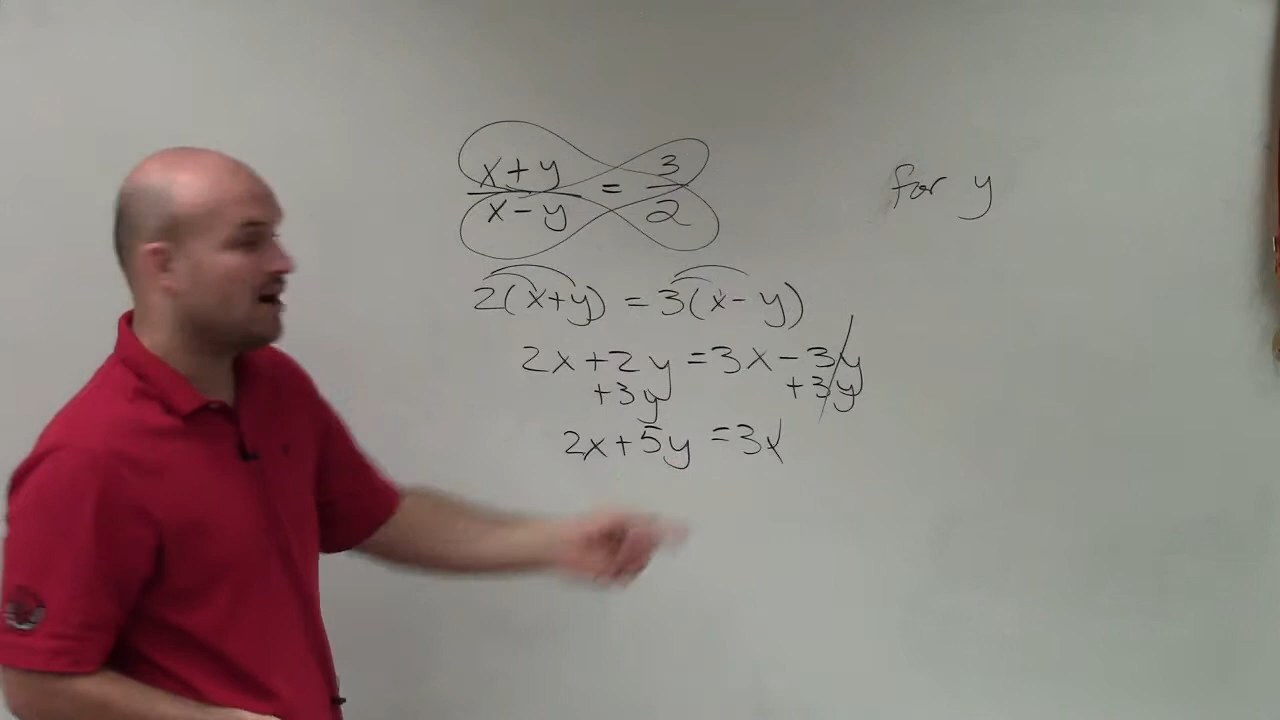 x+y/x-y = 3/2
for y
2(x+y) = 3(x-y)
2x+2y=3x-3y
+3y +3y
2x+5y=3x